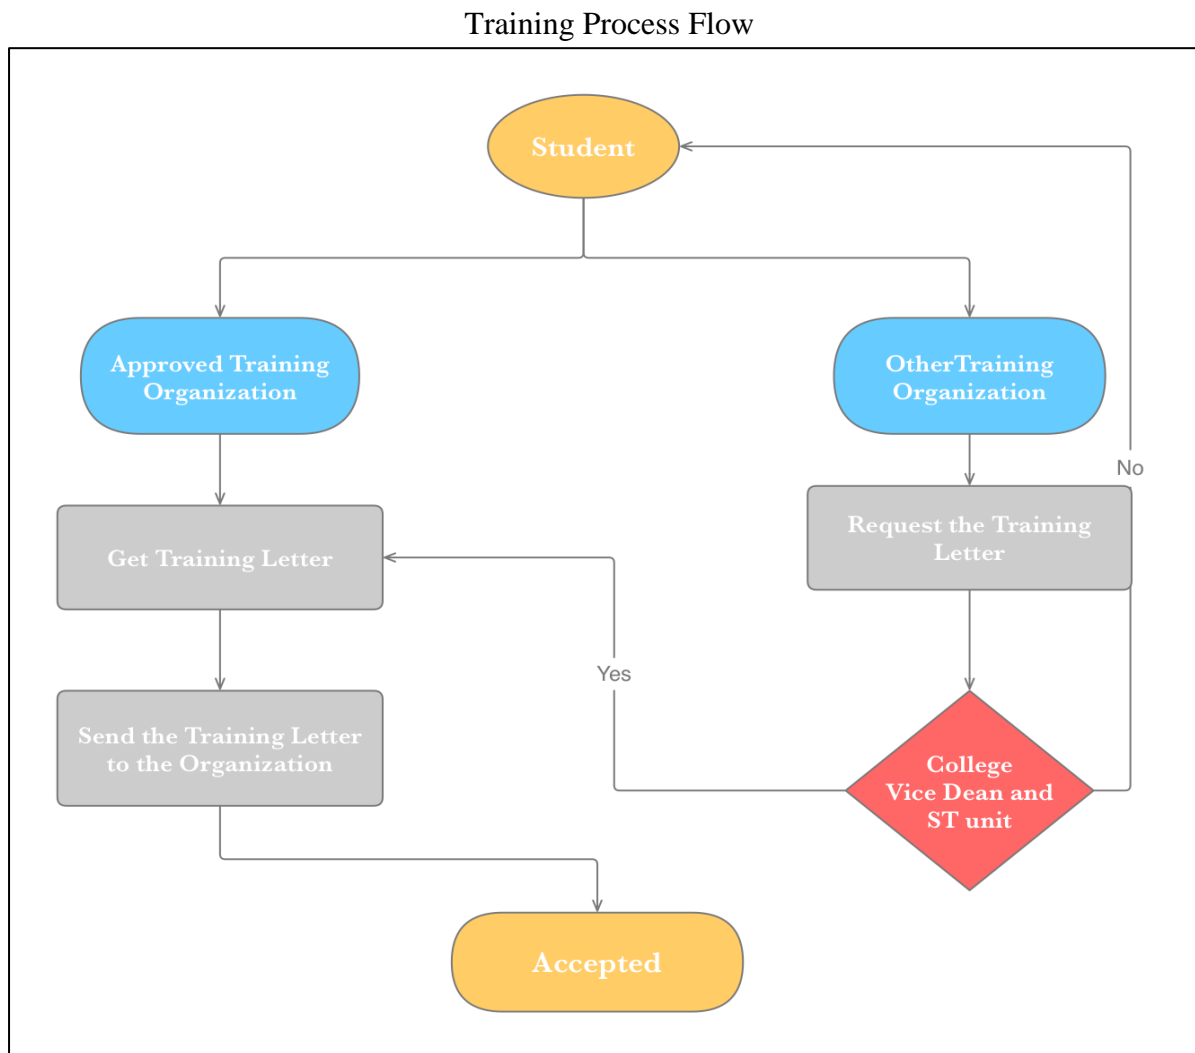 Training Process Flow
Student
Approved Training
Organization
OtherTraining
Organization
No
Get Training Letter
Request the Training
Letter
Yes
Send the Training Letter
to the Organization
College
Vice Dean and
ST unit
Accepted